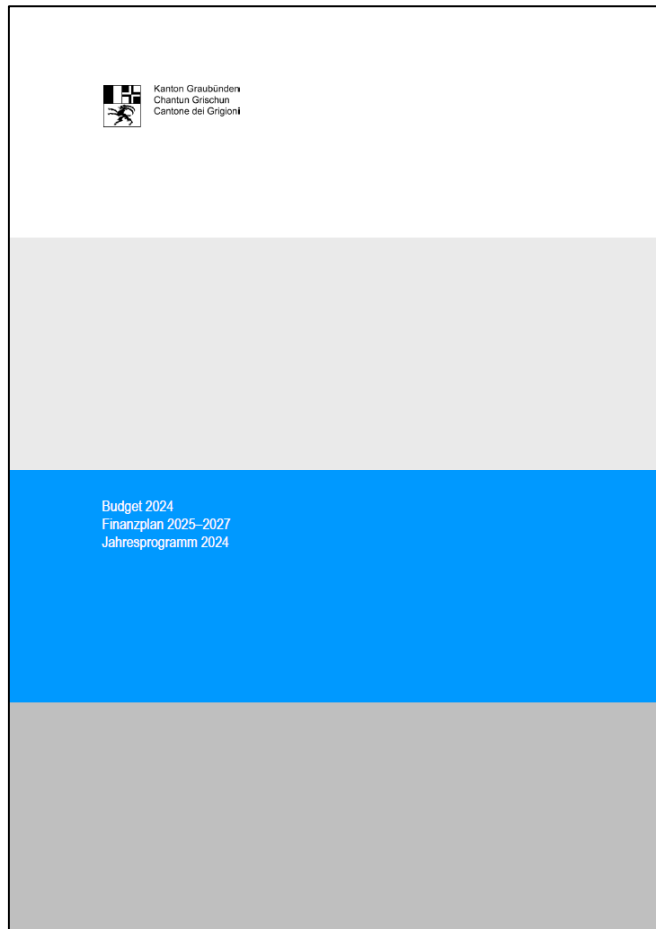 Kanton Graubünden
Chantun Grischun
Cantone dei Grigioni
Budget 2024
Finanzplan 2025–2027
Jahresprogramm 2024